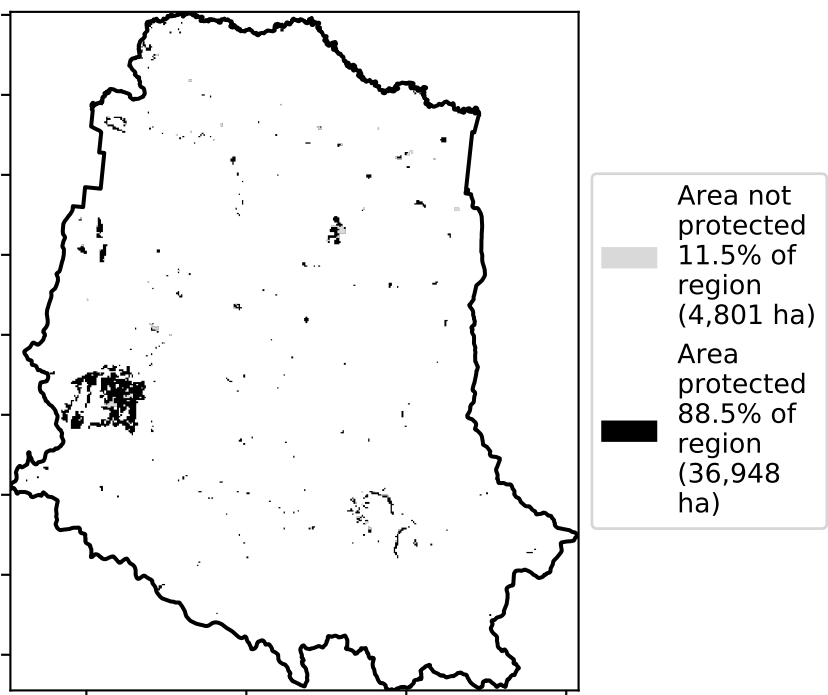 Area not
protected
11.5% of
region
(4,801 ha)
Area
protected
88.5% of
region
(36,948
ha)